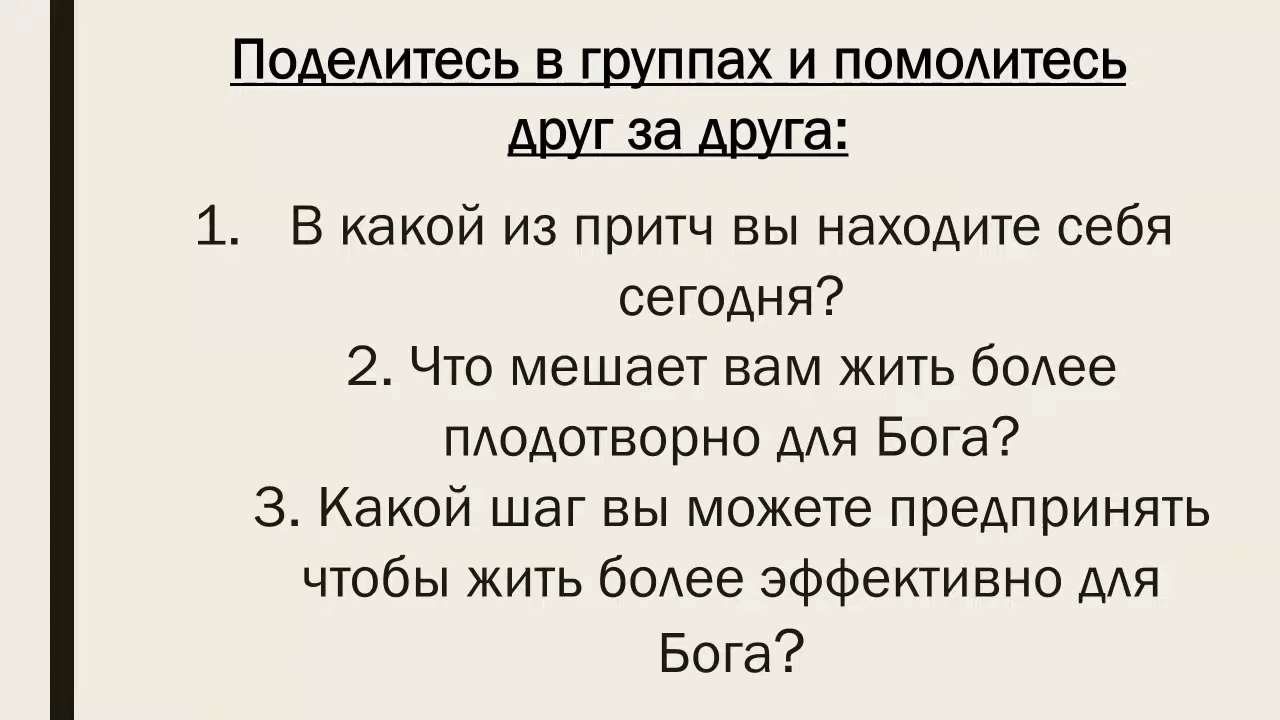 Поделитесь в группах и помолитесь
друг за друга:
1. В какой из притч вы находите себя
сегодня?
2. Что мешает вам жить более
плодотворно для Бога?
3. Какой шаг вы можете предпринять
чтобы жить более эффективно для
Бога?